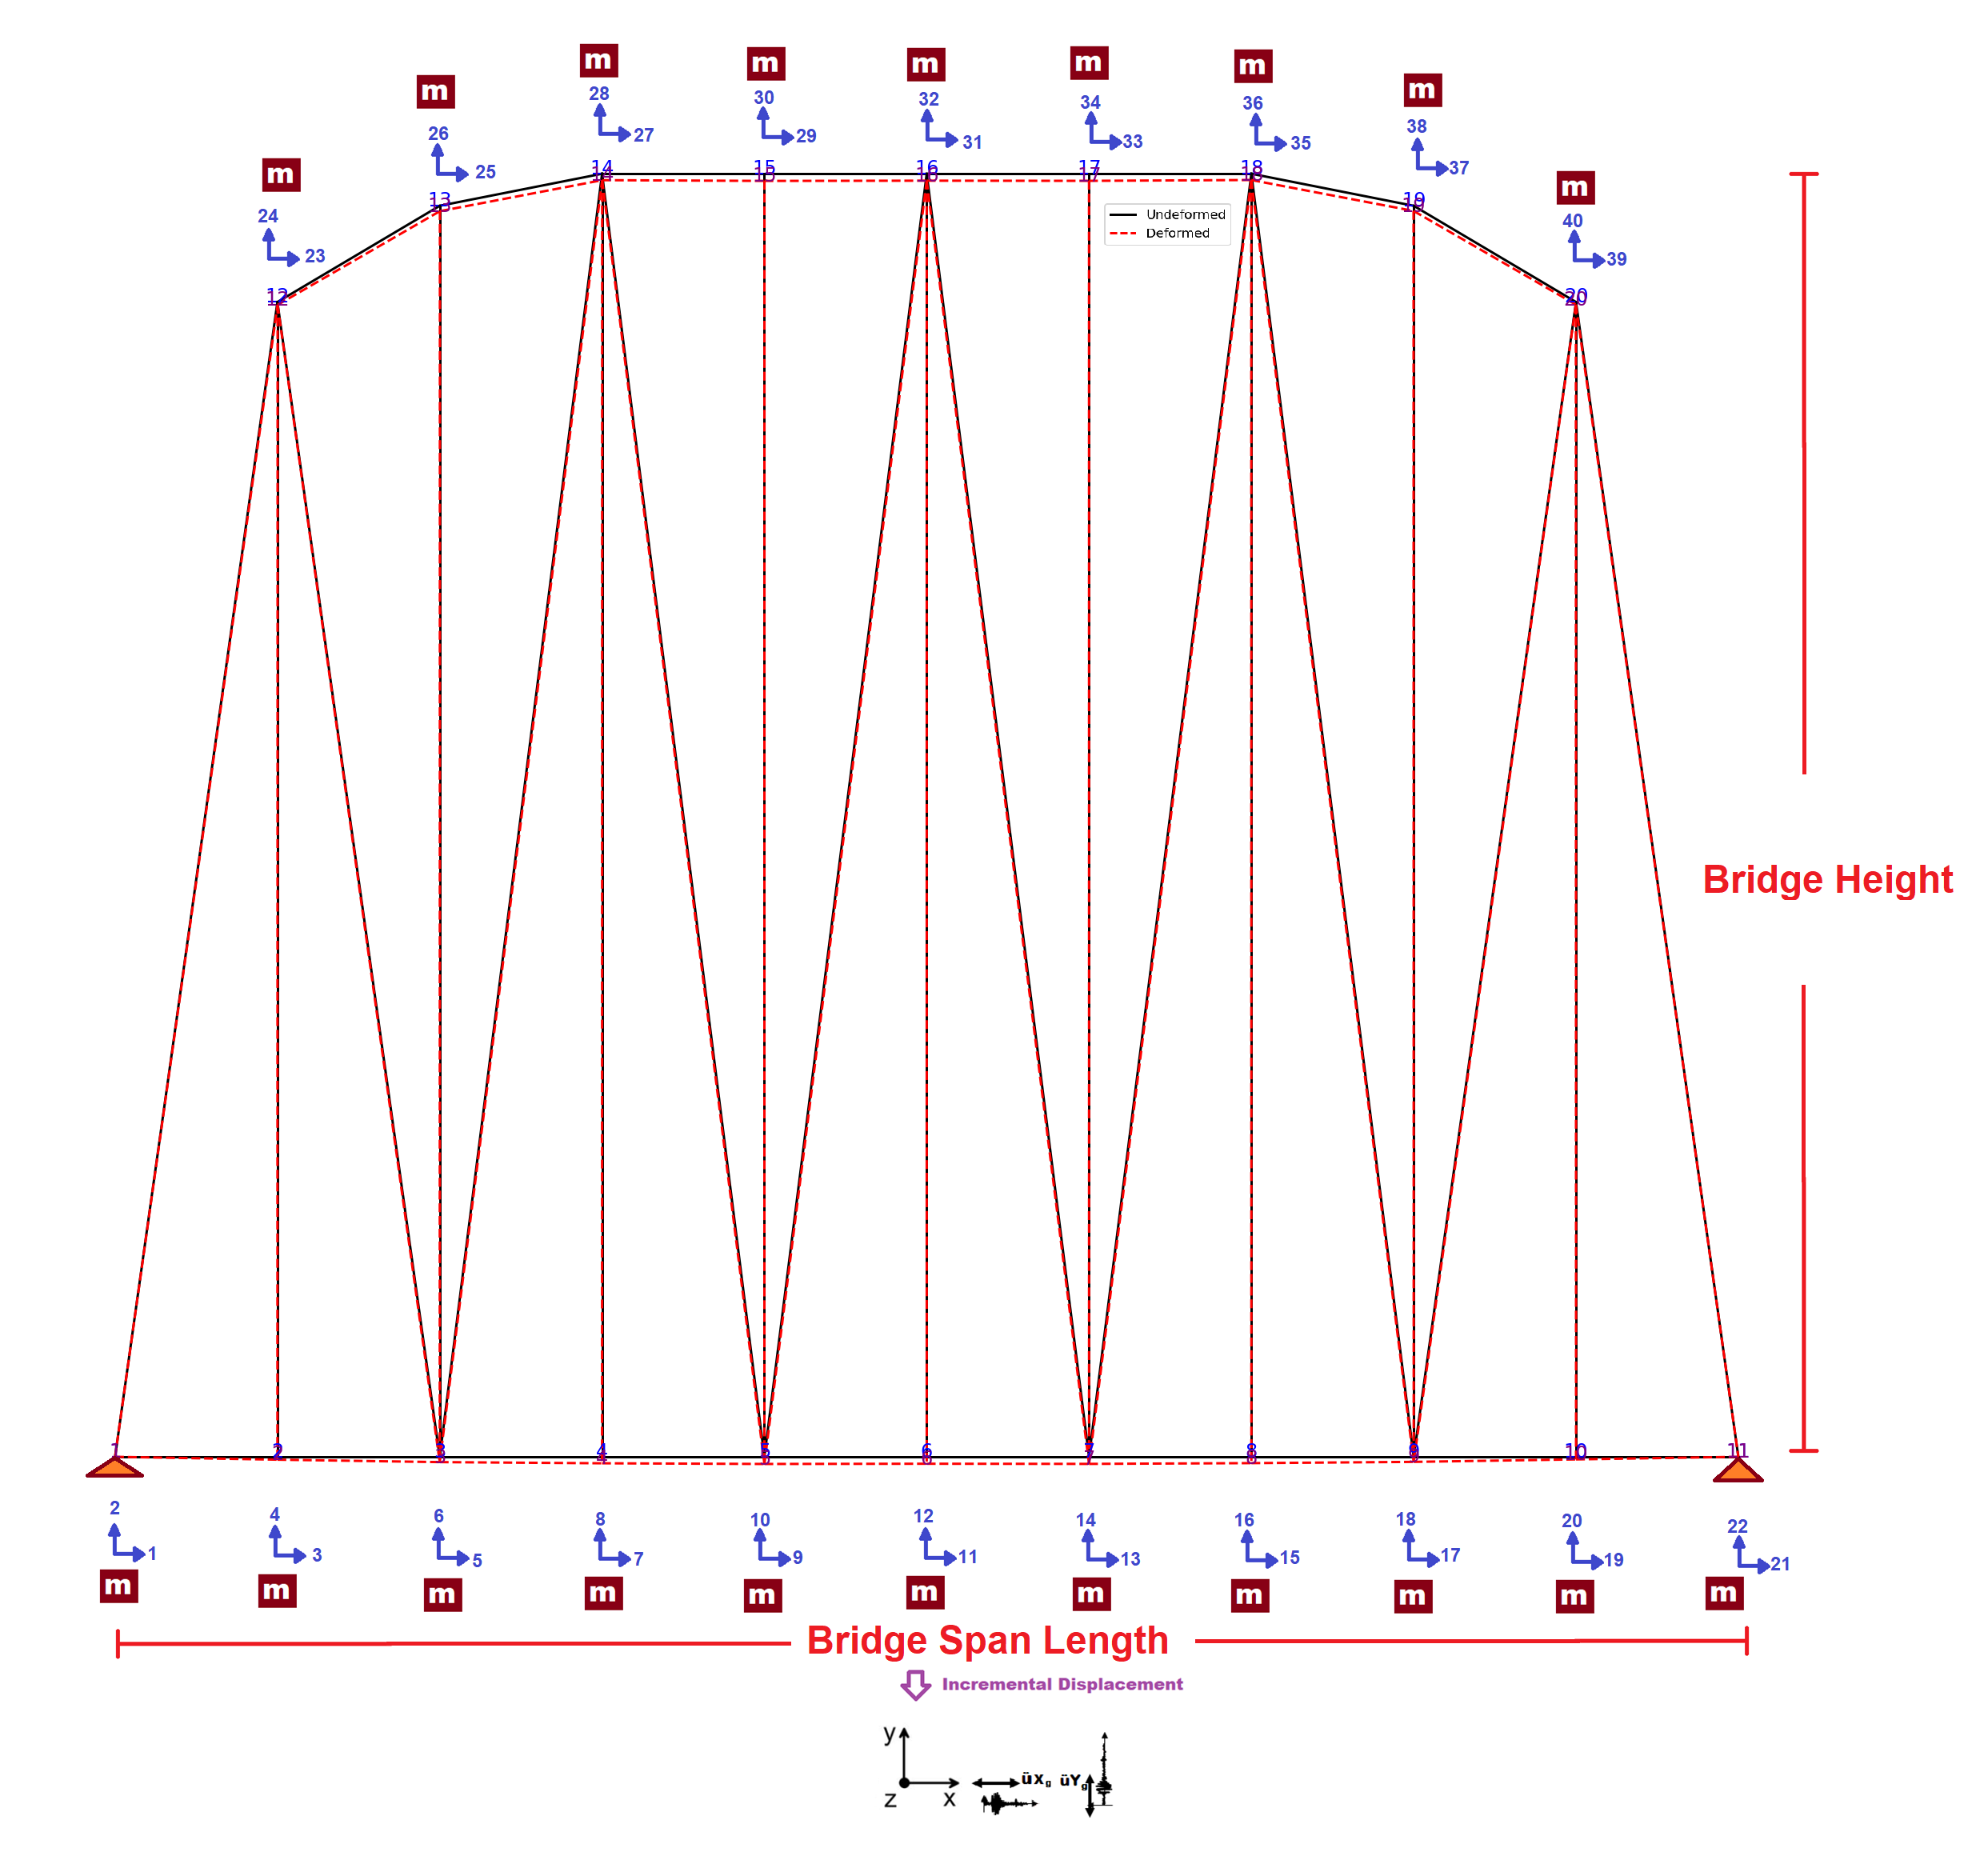 m
m
m
m
m
28
30
32
34
36
m
m
27
29
31
33
35
26
38
25
37
14
15
16
17
18
m
m
13
19
24
40
23
39
Undeformed
Deformed
12
20
Bridge Height
1
2
3
4
5
6
7
8
9
10
11
2
4
6
8
10
12
14
16
18
20
22
1
3
5
7
9
11
13
15
17
19
21
m
m
m
m
m
m
m
m
m
m
m
Bridge Span Length
Incremental Displacement
y
z
x
üXg
üYg